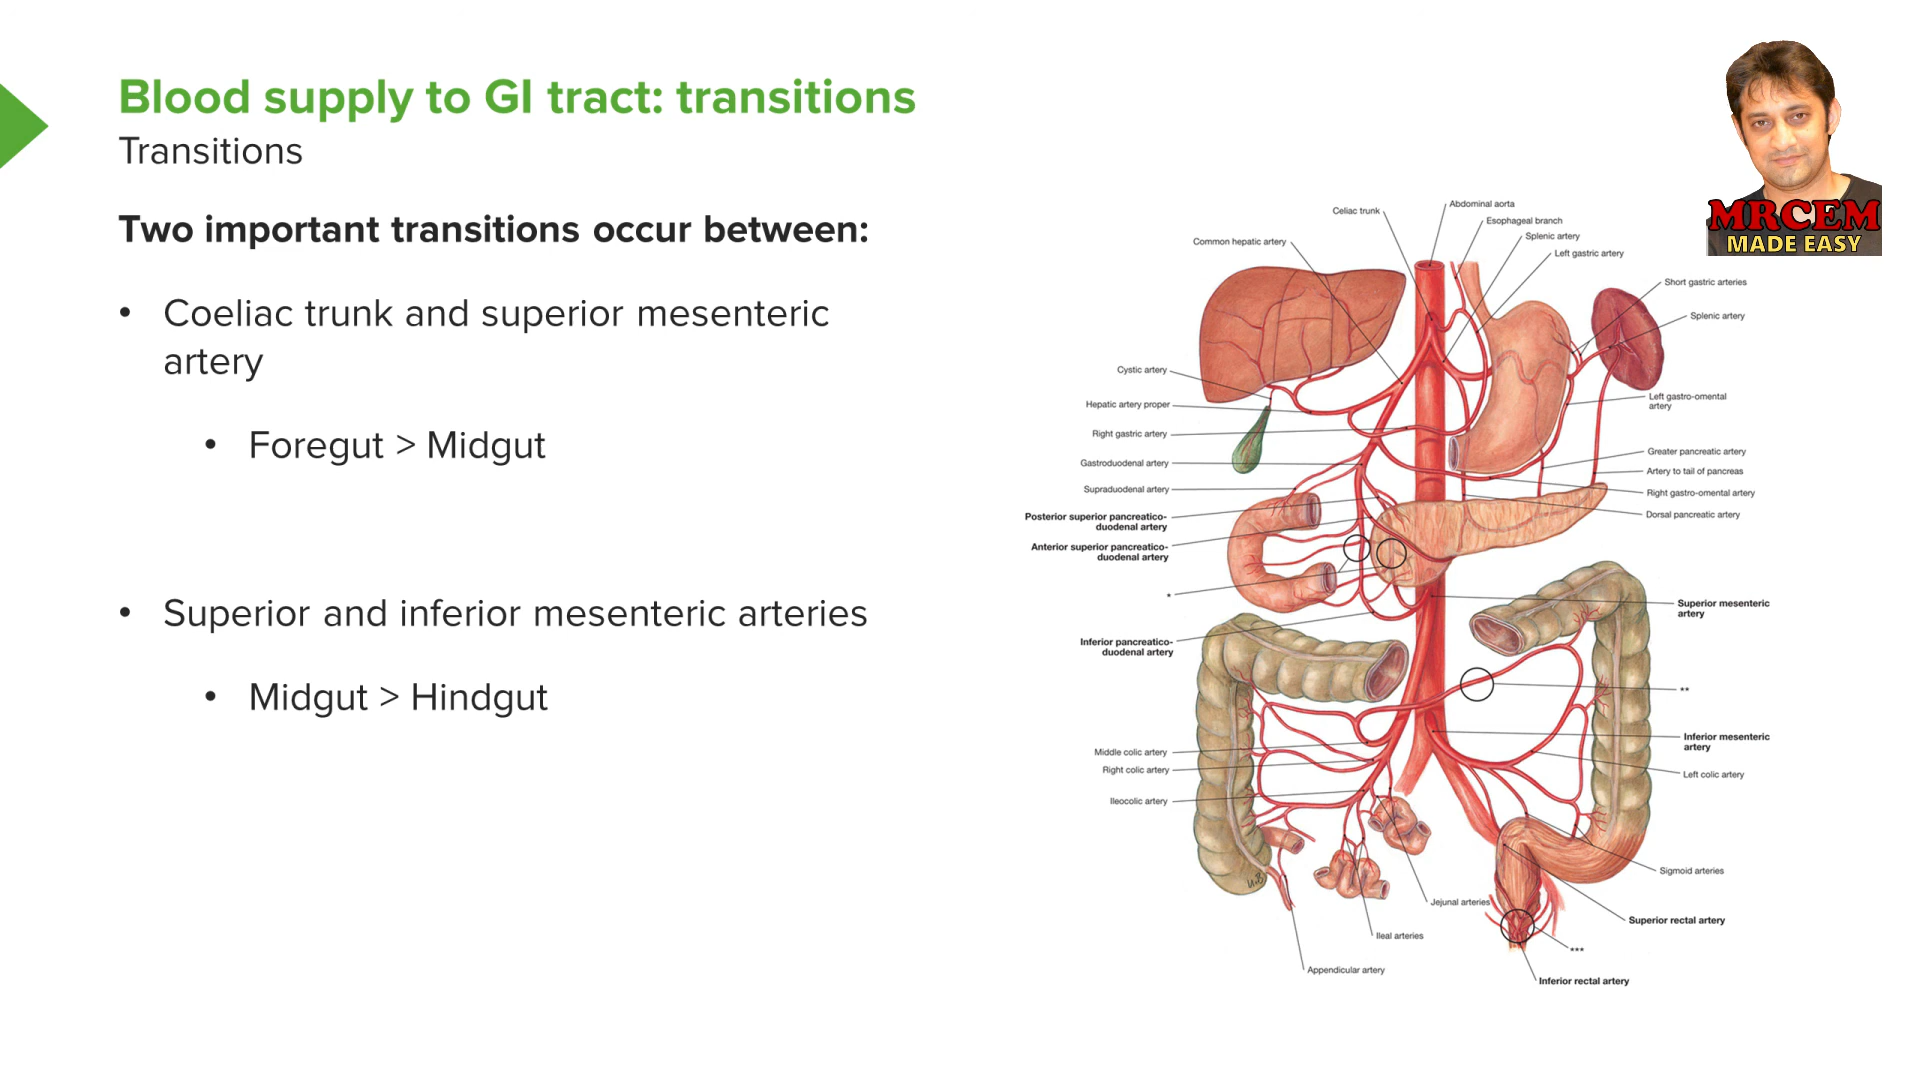 Blood supply to GI tract: transitions
Transitions
Two important transitions occur between:
• Coeliac trunk and superior mesenteric
artery
• Foregut > Midgut
• Superior and inferior mesenteric arteries
• Midgut > Hindgut
MRCEM
MADE EASY
Celiac trunk
Abdominal aorta
Esophageal branch
Common hepatic artery
Splenic artery
Left gastric artery
Short gastric arteries
Splenic artery
Cystic artery
Hepatic artery proper
Right gastric artery
Gastroduodenal artery
Supraduodenal artery
Posterior superior pancreatico-
duodenal artery
Anterior superior pancreatico-
duodenal artery
*
Inferior pancreatico-
duodenal artery
Left gastro-omental
artery
Greater pancreatic artery
Artery to tail of pancreas
Right gastro-omental artery
Dorsal pancreatic artery
Superior mesenteric
artery
**
Inferior mesenteric
artery
Left colic artery
Middle colic artery
Right colic artery
Ileocolic artery
Sigmoid arteries
Jejunal arteries
Superior rectal artery
Ileal arteries
***
Appendicular artery
Inferior rectal artery